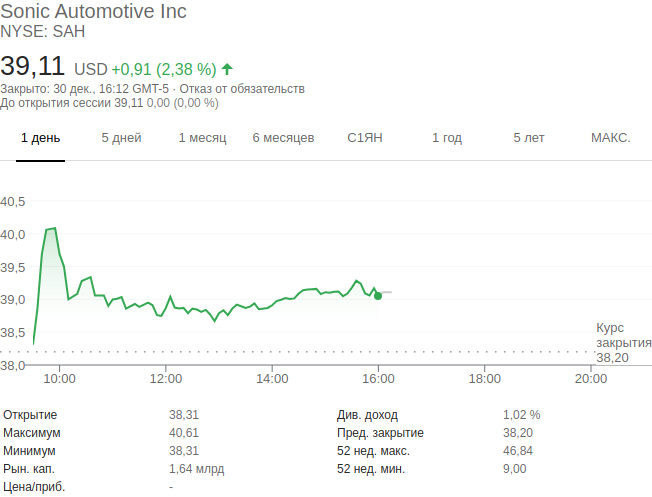 Sonic Automotive Inc
NYSE: SAH
39,11 USD +0,91 (2,38 %)
Закрыто: 30 дек., 16:12 GMT-5 · Отказ от обязательств
До открытия сессии 39,11 0,00 (0,00 %)
1 день 5 дней 1 месяц 6 месяцев С1ЯН 1 год 5 лет МАКС.
40,5
40,0
39,5
39,0
38,5
Курс
закрытия
38,20
38,0
10:00 12:00 14:00 16:00 18:00 20:00
Открытие 38,31 Див. доход 1,02 %
Максимум 40,61 Пред. закрытие 38,20
Минимум 38,31 52 нед. макс. 46,84
Рын. кап. 1,64 млрд 52 нед. мин. 9,00
Цена/приб. -